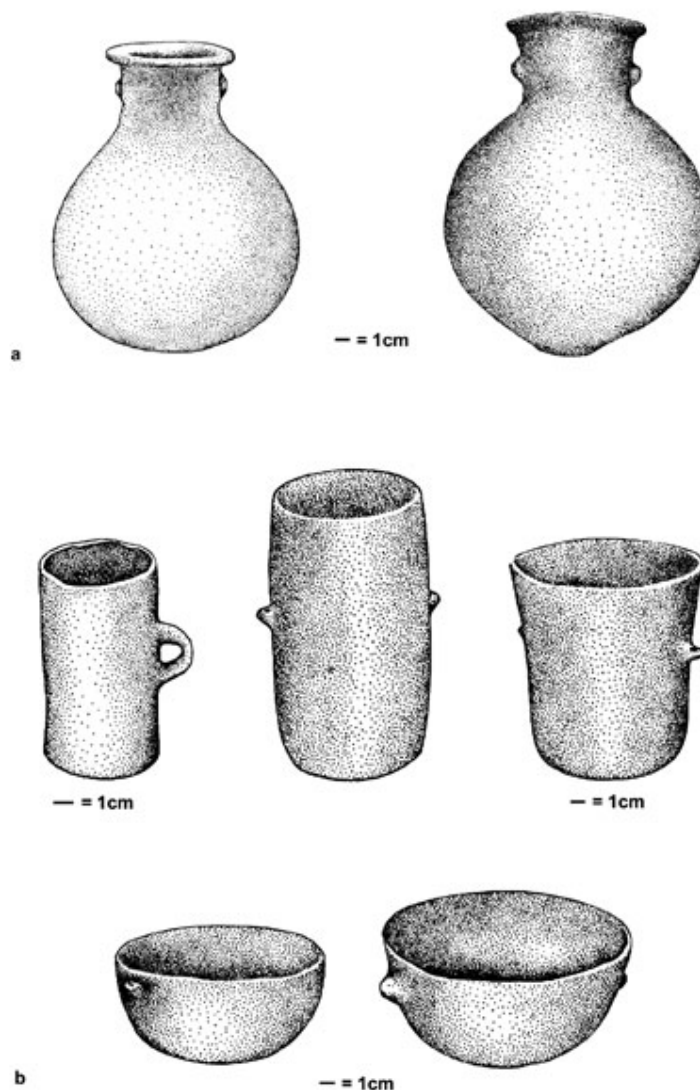 a
— = 1cm
— = 1cm
— = 1cm
b
— = 1cm